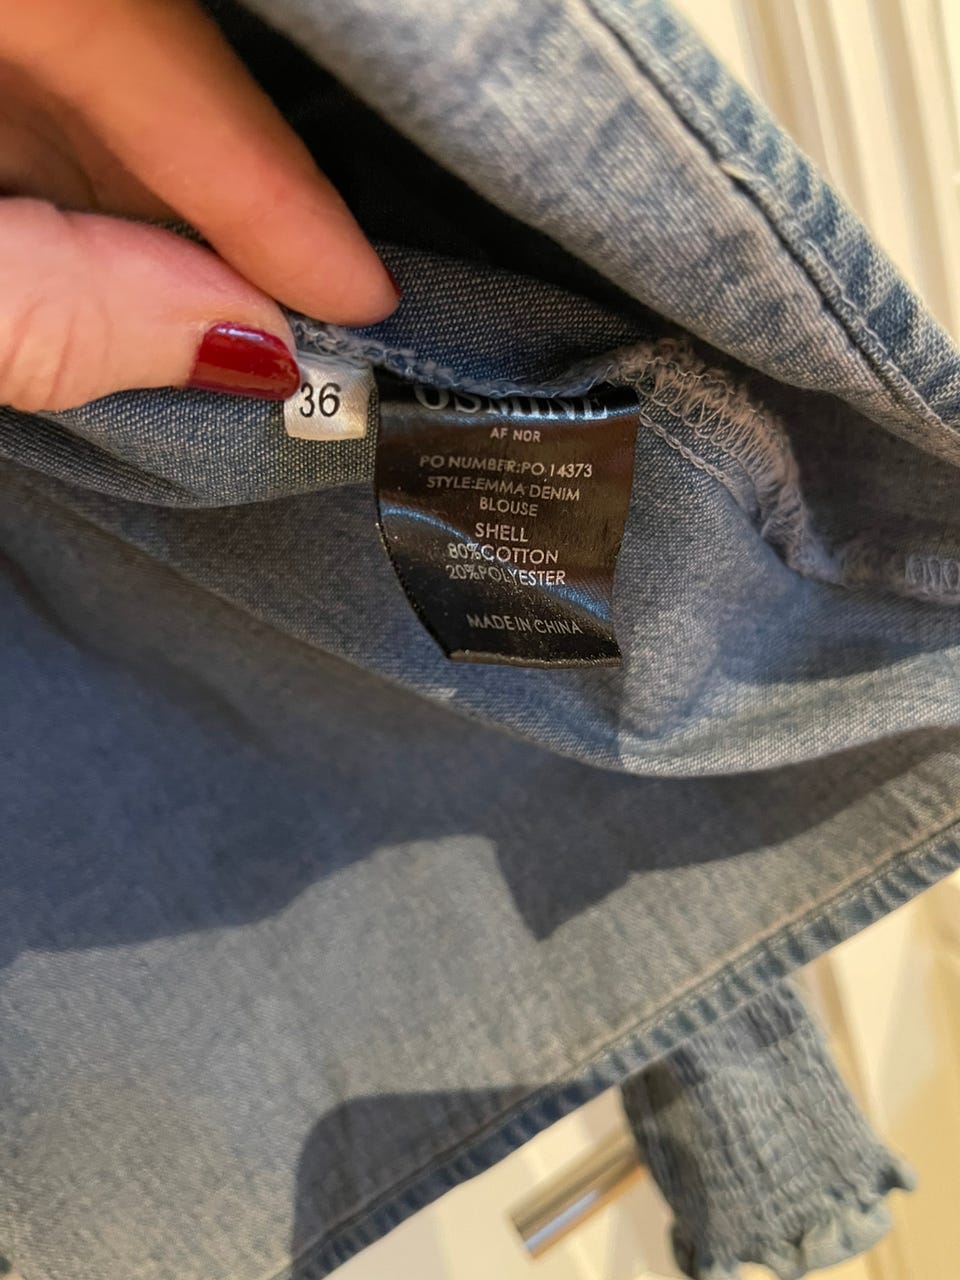 36
AF NOR
PO NUMBER:PO 14373
STYLE:EMMA DENIM
BLOUSE
SHELL
80%COTTON
20%POLYESTER
MADE IN CHINA